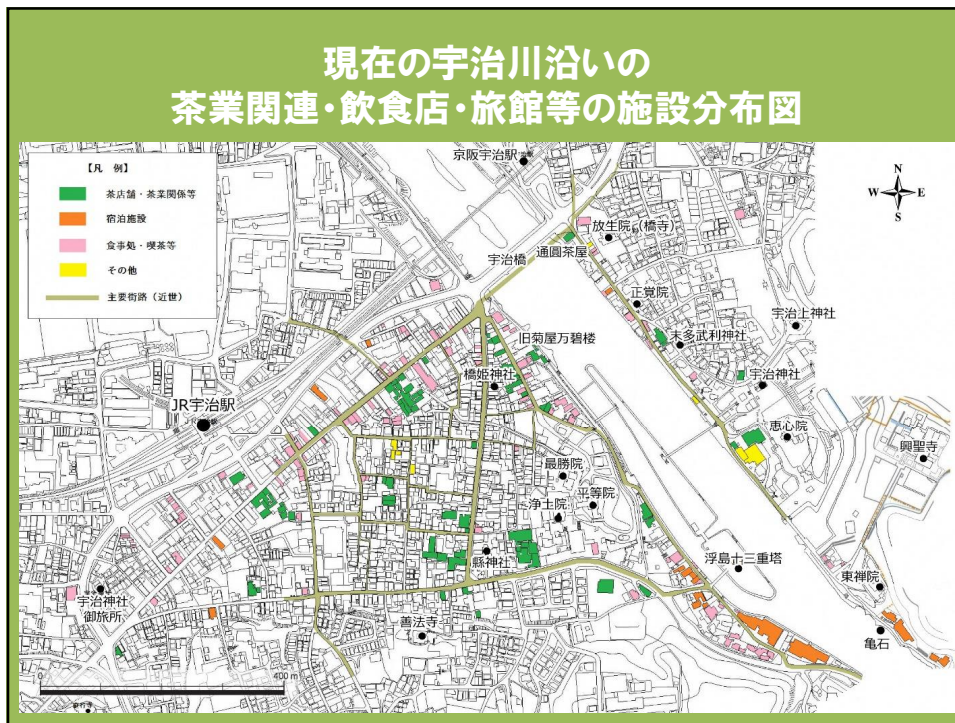 現在の宇治川沿いの
茶業関連・飲食店・旅館等の施設分布図
【凡 例】
茶店舗・茶業関係等
宿泊施設
食事処・喫茶等
その他
主要街路（近世）
N
W E
S
京阪宇治駅
放生院（橋寺）
通圓茶屋
宇治橋
正覚院
宇治上神社
末多武利神社
旧菊屋万碧楼
橋姫神社
宇治神社
JR宇治駅
恵心院
興聖寺
最勝院
平等院
浄土院
縣神社
浮島十三重塔
東禅院
宇治神社
御旅所
善法寺
亀石
0
400 m